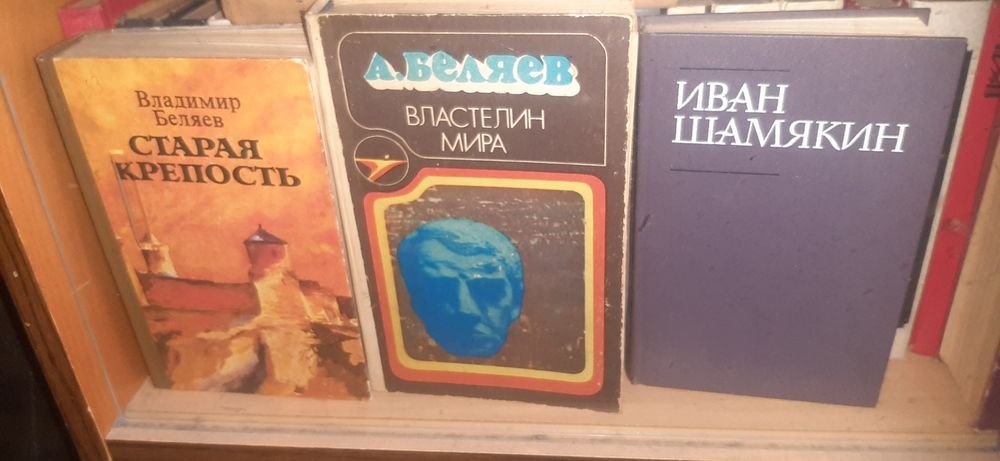 Владимир
Беляев
СТАРАЯ
КРЕПОСТЬ
А.Беляев
ВЛАСТЕЛИН
МИРА
ИВАН
ШАМЯКИН